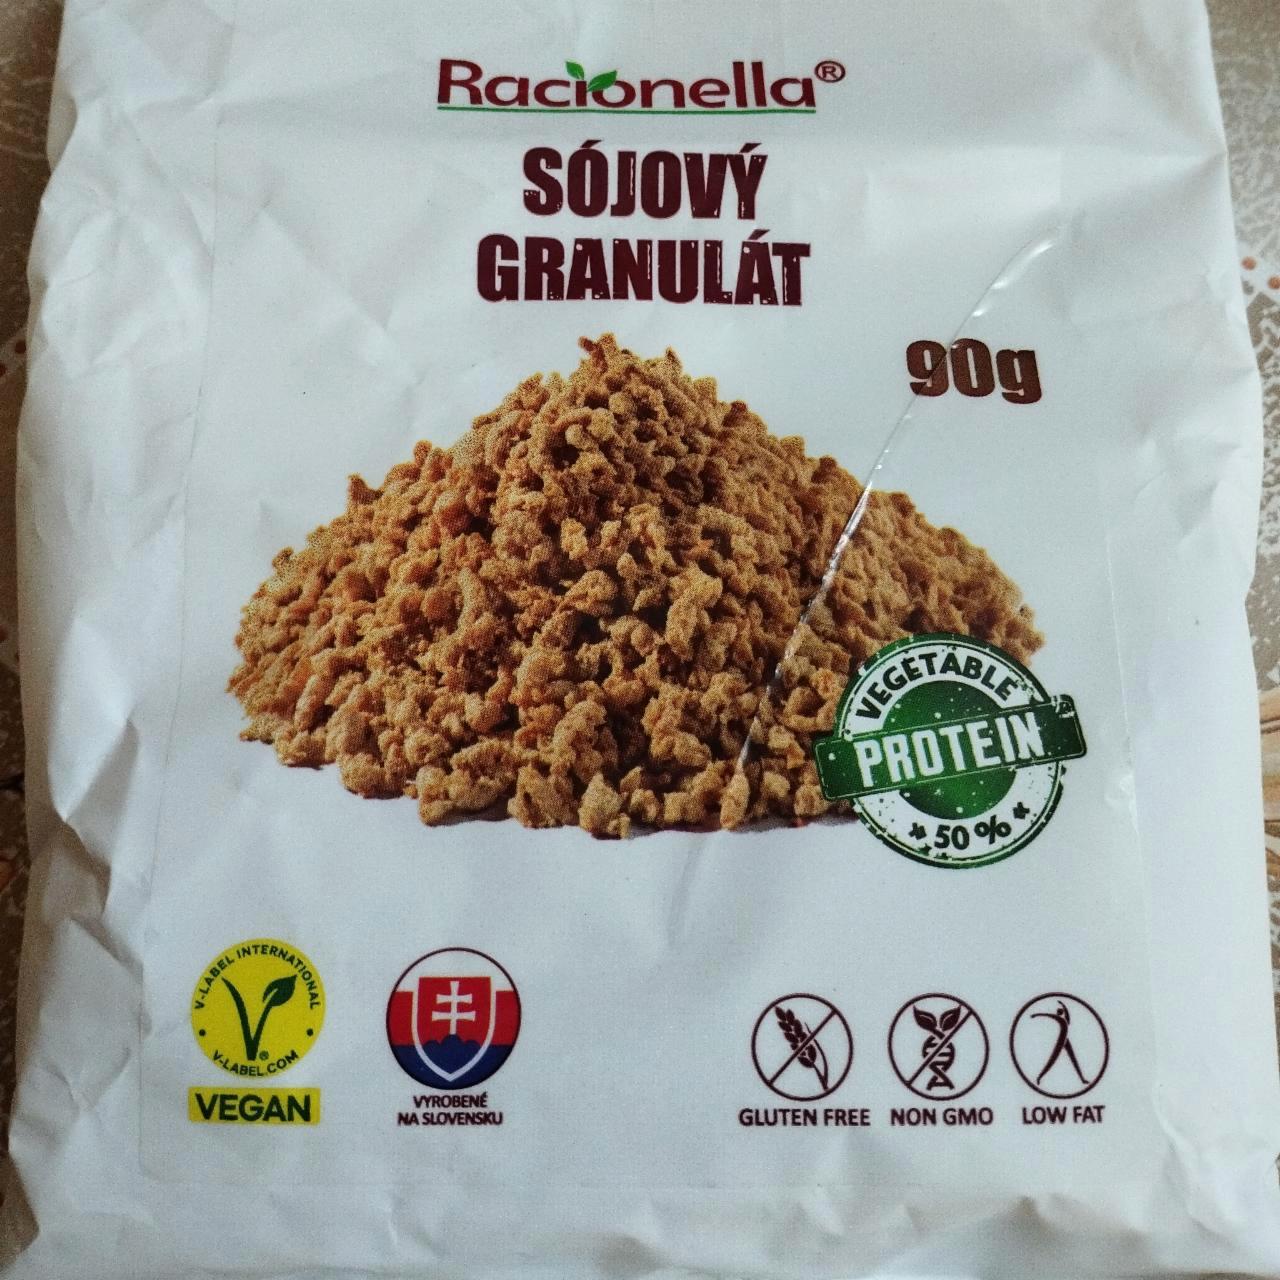 Racionella®
SÓJOVÝ
GRANULÁT
90g
VEGETABLE
PROTEIN
50 %
V-LABEL INTERNATIONAL
V-LABEL.COM
®
VEGAN
VYROBENÉ
NA SLOVENSKU
GLUTEN FREE
NON GMO
LOW FAT